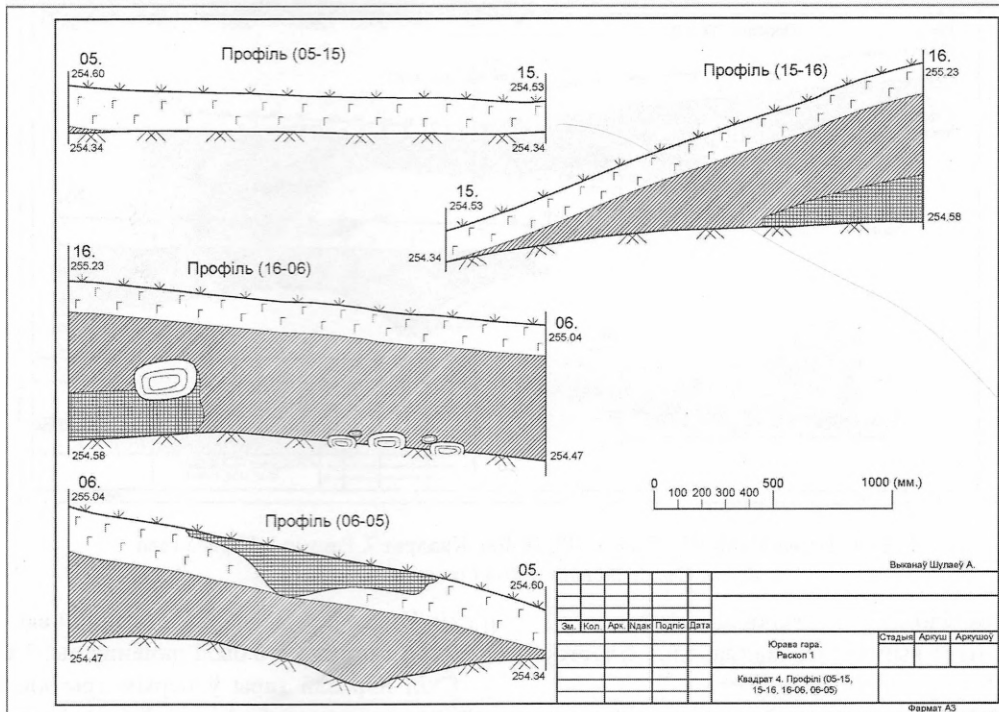 Профіль (05-15)
05.
254.60
15.
254.53
254.34
254.34
Профіль (15-16)
16.
255.23
15.
254.53
254.34
254.58
Профіль (16-06)
16.
255.23
06.
255.04
254.58
254.47
Профіль (06-05)
06.
255.04
05.
254.60
254.47
254.34
0 100 200 300 400 500 1000 (мм.)
Выканаў Шулаеў А.
Зм. Кол. Арк. Nдак Подпіс Дата
Юрава гара.
Раскоп 1
Стадыя Аркуш Аркушоў
Квадрат 4. Профілі (05-15,
15-16, 16-06, 06-05)
Фармат А3